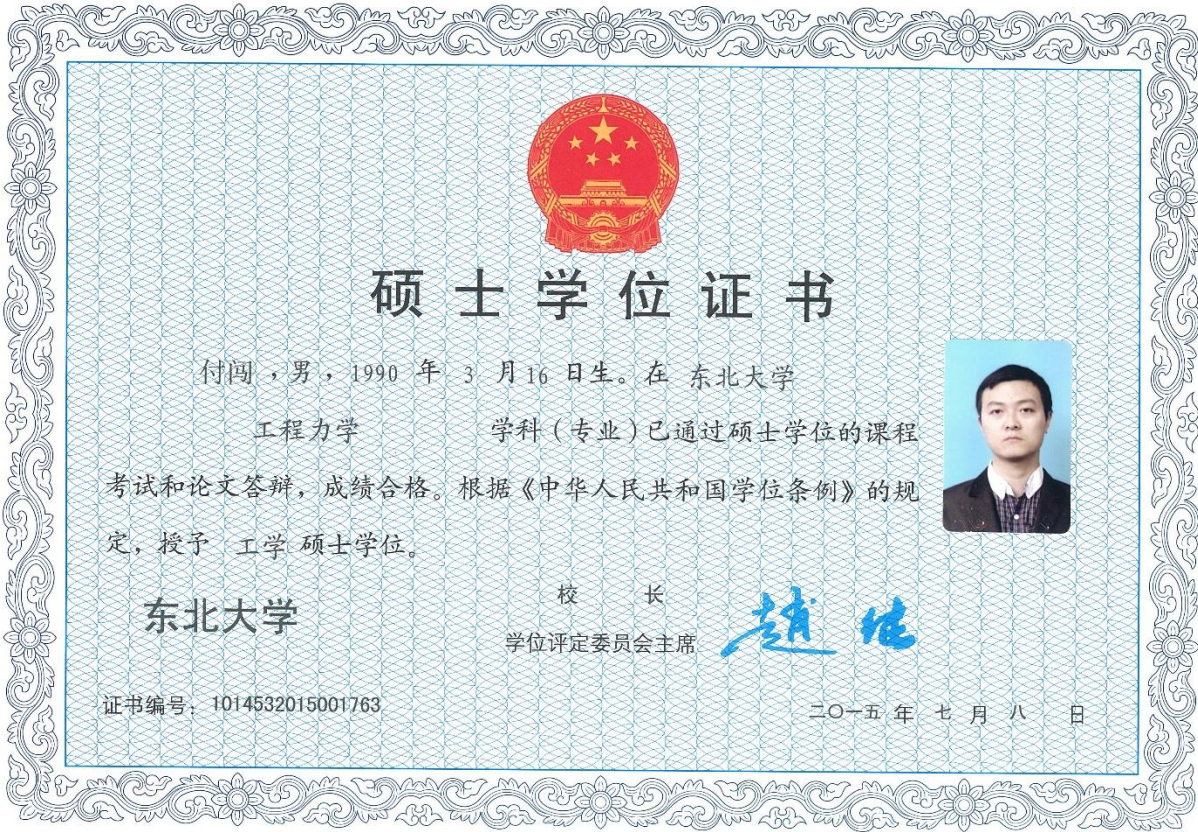 硕士学位证书
付闯，男，1990 年 3 月 16 日生。在 东北大学
工程力学 学科（专业）已通过硕士学位的课程
考试和论文答辩，成绩合格。根据《中华人民共和国学位条例》的规
定，授予 工学 硕士学位。
东北大学
校 长
学位评定委员会主席
赵继
证书编号：1014532015001763
二〇一五 年 七 月 八 日